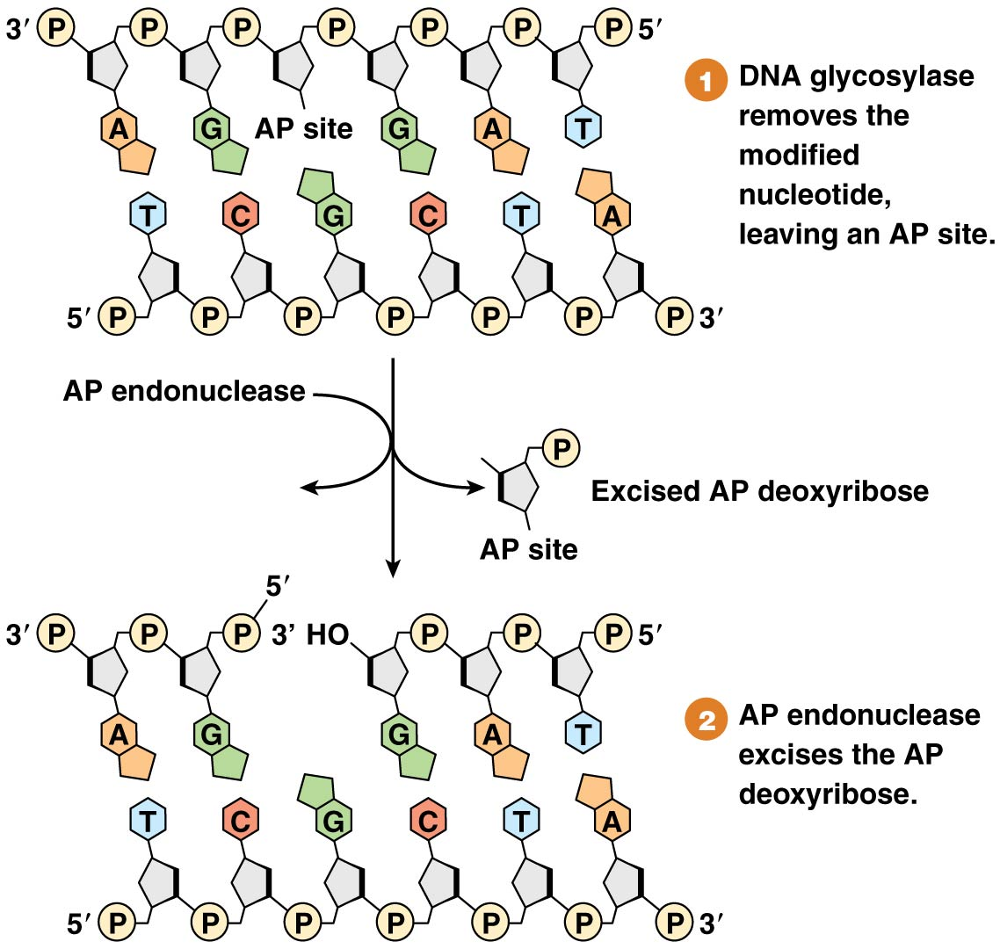 3′ P P P P P P P 5′
1 DNA glycosylase
removes the
modified
nucleotide,
leaving an AP site.
A G AP site G A T
T C G C T A
5′ P P P P P P P 3′
AP endonuclease
P
Excised AP deoxyribose
AP site
5′
3′ P P P 3’ HO P P P 5′
2 AP endonuclease
excises the AP
deoxyribose.
A G G A T
T C G C T A
5′ P P P P P P P 3′